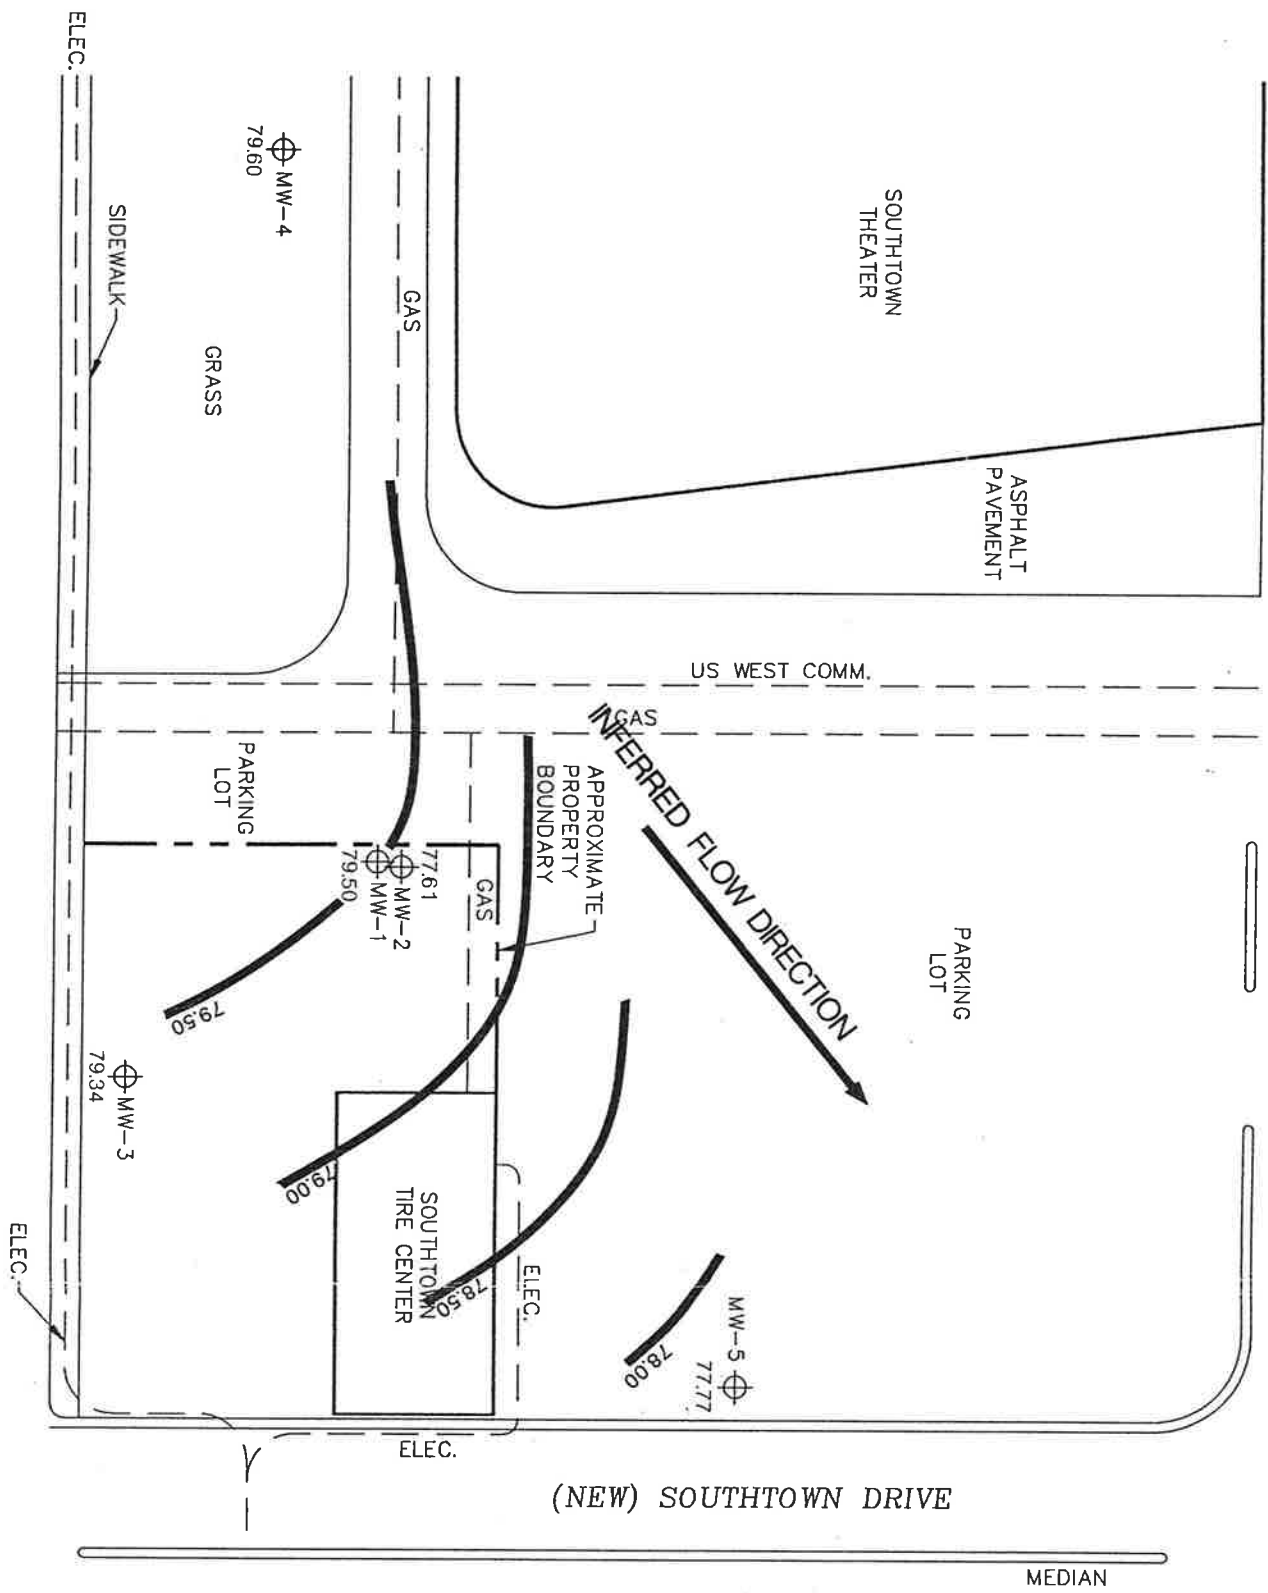 ELEC.
MW-4
79.60
SIDEWALK
GRASS
GAS
SOUTHTOWN
THEATER
ASPHALT
PAVEMENT
US WEST COMM.
GAS
INFERRED FLOW DIRECTION
PARKING
LOT
APPROXIMATE
PROPERTY
BOUNDARY
GAS
77.61
MW-2
MW-1
79.50
79.50
PARKING
LOT
79.34
MW-3
79.00
SOUTHTOWN
TIRE CENTER
78.50
ELEC.
78.00
MW-5
77.77
ELEC.
ELEC.
(NEW) SOUTHTOWN DRIVE
MEDIAN